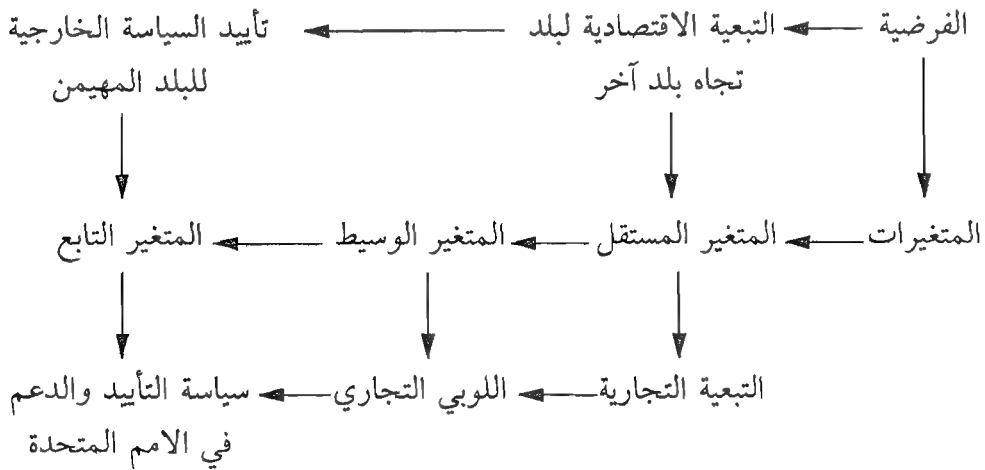 الفرضية التبعية الاقتصادية لبلد تأييد السياسة الخارجية
تجاه بلد آخر للبلد المهيمن
المتغيرات المتغير المستقل المتغير الوسيط المتغير التابع
التبعية التجارية اللوبي التجاري سياسة التأييد والدعم
في الامم المتحدة